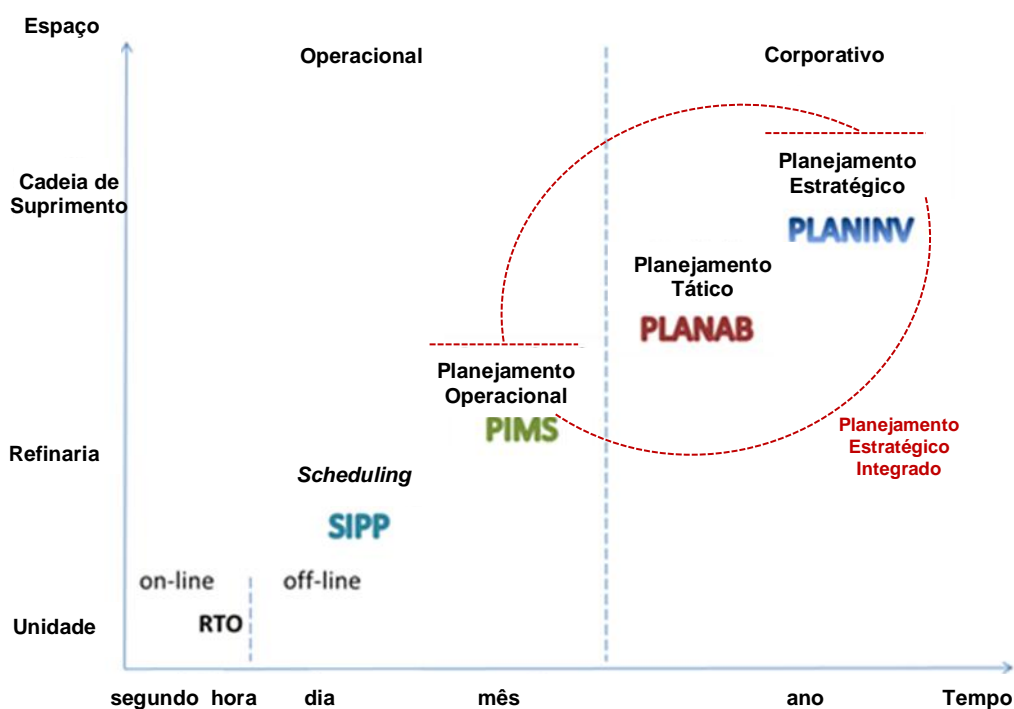 Espaço
Operacional
Corporativo
Planejamento
Estratégico
PLANINV
Cadeia de
Suprimento
Planejamento
Tático
PLANAB
Planejamento
Operacional
PIMS
Planejamento
Estratégico
Integrado
Refinaria
Scheduling
SIPP
on-line
off-line
RTO
Unidade
segundo hora dia mês ano Tempo